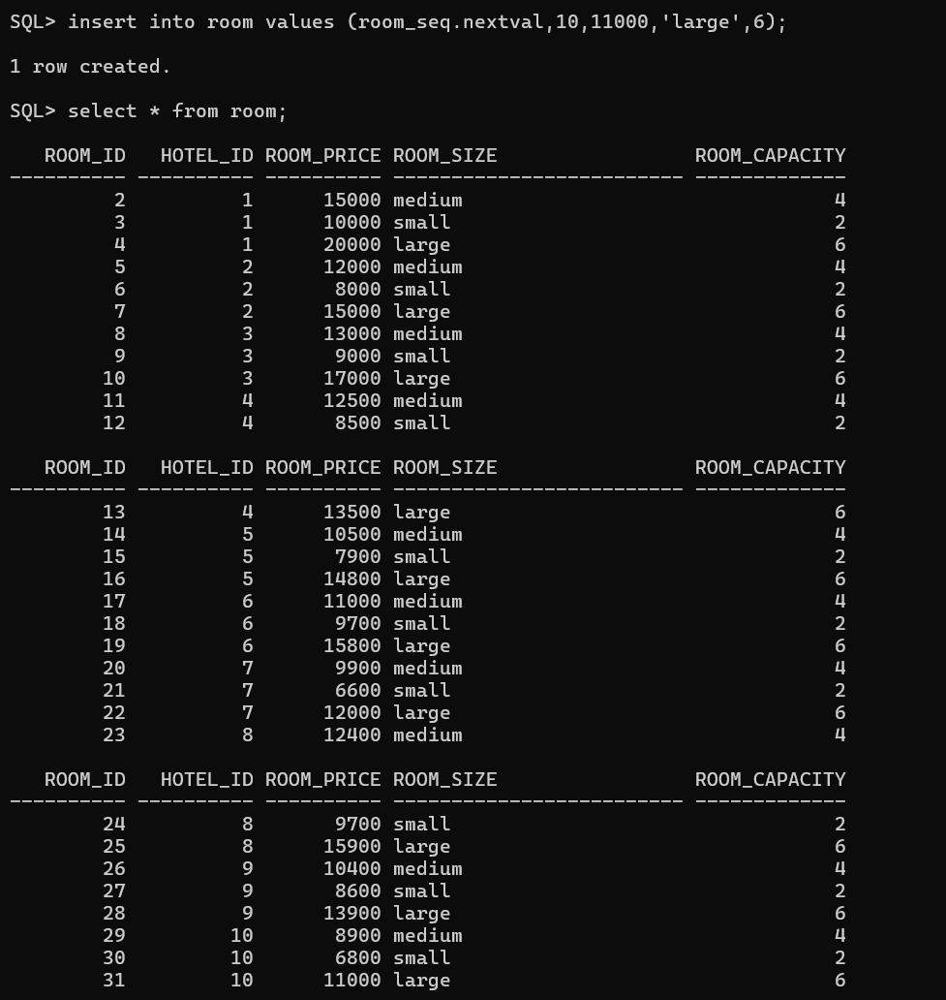 SQL> insert into room values (room_seq.nextval,10,11000,'large',6);
1 row created.
SQL> select * from room;
   ROOM_ID   HOTEL_ID ROOM_PRICE ROOM_SIZE                 ROOM_CAPACITY
---------- ---------- ---------- ------------------------- -------------
         2          1      15000 medium                                4
         3          1      10000 small                                 2
         4          1      20000 large                                 6
         5          2      12000 medium                                4
         6          2       8000 small                                 2
         7          2      15000 large                                 6
         8          3      13000 medium                                4
         9          3       9000 small                                 2
        10          3      17000 large                                 6
        11          4      12500 medium                                4
        12          4       8500 small                                 2
   ROOM_ID   HOTEL_ID ROOM_PRICE ROOM_SIZE                 ROOM_CAPACITY
---------- ---------- ---------- ------------------------- -------------
        13          4      13500 large                                 6
        14          5      10500 medium                                4
        15          5       7900 small                                 2
        16          5      14800 large                                 6
        17          6      11000 medium                                4
        18          6       9700 small                                 2
        19          6      15800 large                                 6
        20          7       9900 medium                                4
        21          7       6600 small                                 2
        22          7      12000 large                                 6
        23          8      12400 medium                                4
   ROOM_ID   HOTEL_ID ROOM_PRICE ROOM_SIZE                 ROOM_CAPACITY
---------- ---------- ---------- ------------------------- -------------
        24          8       9700 small                                 2
        25          8      15900 large                                 6
        26          9      10400 medium                                4
        27          9       8600 small                                 2
        28          9      13900 large                                 6
        29         10       8900 medium                                4
        30         10       6800 small                                 2
        31         10      11000 large                                 6